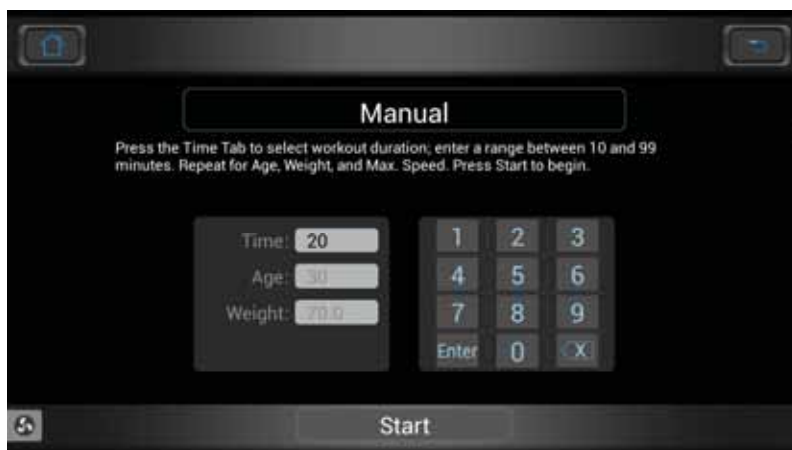 Manual
Press the Time Tab to select workout duration; enter a range between 10 and 99
minutes. Repeat for Age, Weight, and Max. Speed. Press Start to begin.
Time: 20
Age: 30
Weight: 70.0
1 2 3
4 5 6
7 8 9
Enter 0 X
Start